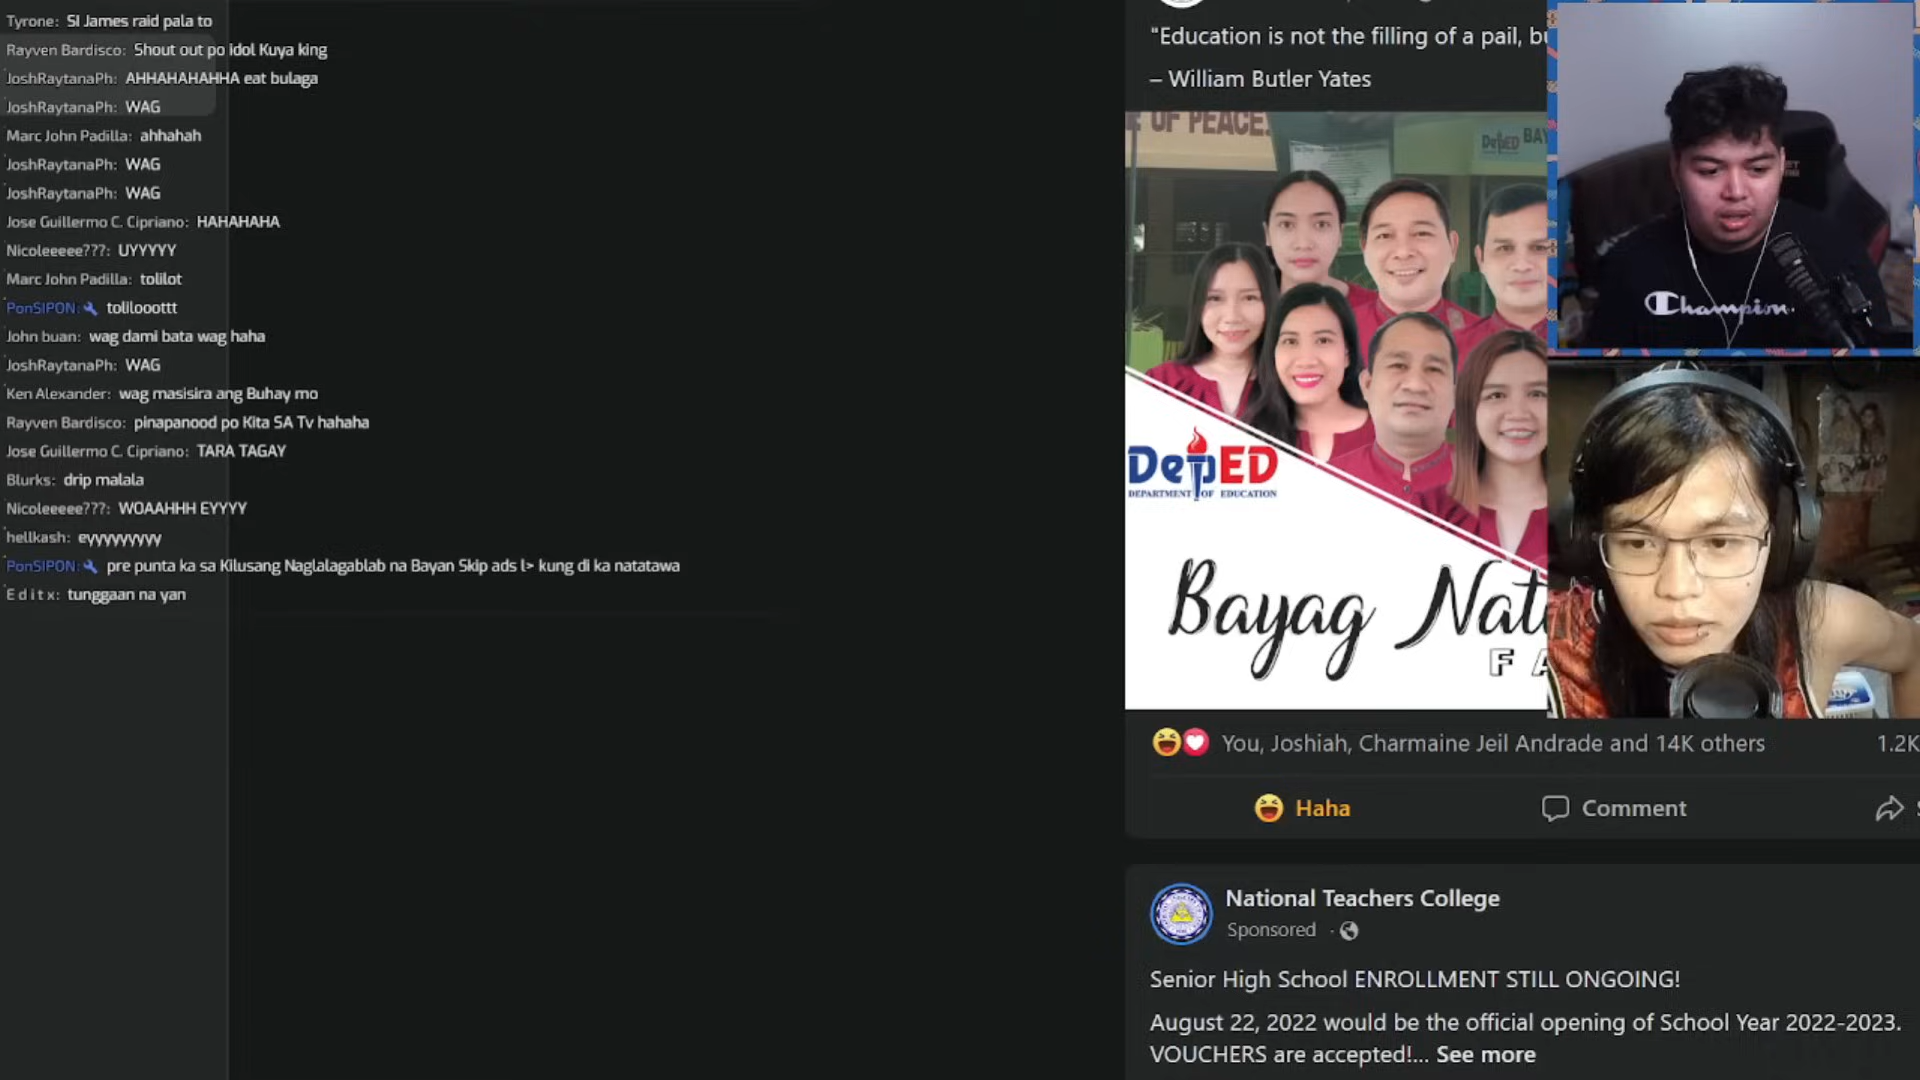 Tyrone: SI James raid pala to
Rayven Bardisco: Shout out po idol Kuya king
JoshRaytanaPh: AHHAHAHAHHA eat bulaga
JoshRaytanaPh: WAG
Marc John Padilla: ahhahah
JoshRaytanaPh: WAG
JoshRaytanaPh: WAG
Jose Guillermo C. Cipriano: HAHAHAHA
Nicoleeeee???: UYYYYY
Marc John Padilla: tolilot
PonSIPON: tolilooottt
John buan: wag dami bata wag haha
JoshRaytanaPh: WAG
Ken Alexander: wag masisira ang Buhay mo
Rayven Bardisco: pinapanood po Kita SA Tv hahaha
Jose Guillermo C. Cipriano: TARA TAGAY
Blurks: drip malala
Nicoleeeee???: WOAAHHH EYYYY
hellkash: eyyyyyyyyy
PonSIPON: pre punta ka sa Kilusang Naglalagablab na Bayan Skip ads l> kung di ka natatawa
E d i t x: tunggaan na yan
"Education is not the filling of a pail,
– William Butler Yates
OF PEACE.
DepED BAY
Champion
DepED
DEPARTMENT OF EDUCATION
Bayag Nat
F A
You, Joshiah, Charmaine Jeil Andrade and 14K others
1.2K
Haha
Comment
National Teachers College
Sponsored ·
Senior High School ENROLLMENT STILL ONGOING!
August 22, 2022 would be the official opening of School Year 2022-2023.
VOUCHERS are accepted!... See more